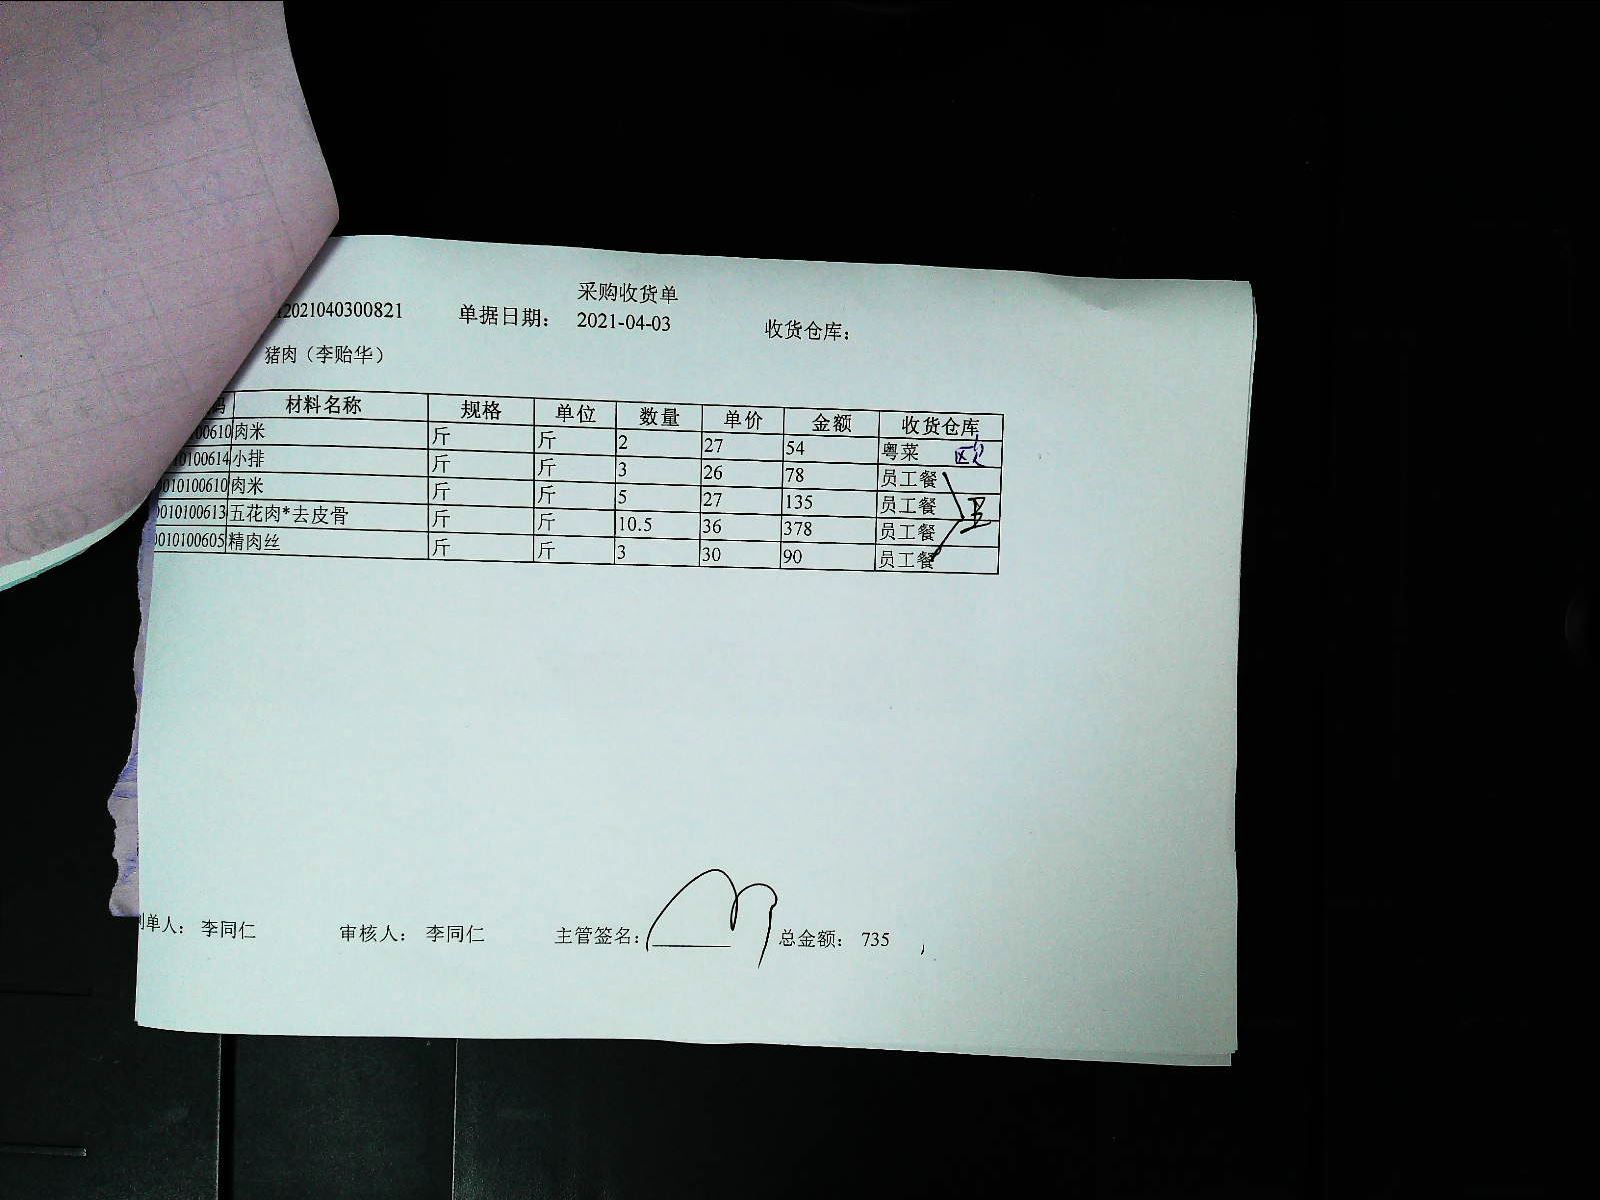 采购收货单
2021040300821 单据日期： 2021-04-03 收货仓库：
猪肉（李贻华）
码 材料名称 规格 单位 数量 单价 金额 收货仓库
00610 肉米 斤 斤 2 27 54 粤菜
10100614 小排 斤 斤 3 26 78 员工餐
010100610 肉米 斤 斤 5 27 135 员工餐
0010100613 五花肉*去皮骨 斤 斤 10.5 36 378 员工餐
0010100605 精肉丝 斤 斤 3 30 90 员工餐
制单人： 李同仁 审核人： 李同仁 主管签名： 总金额： 735